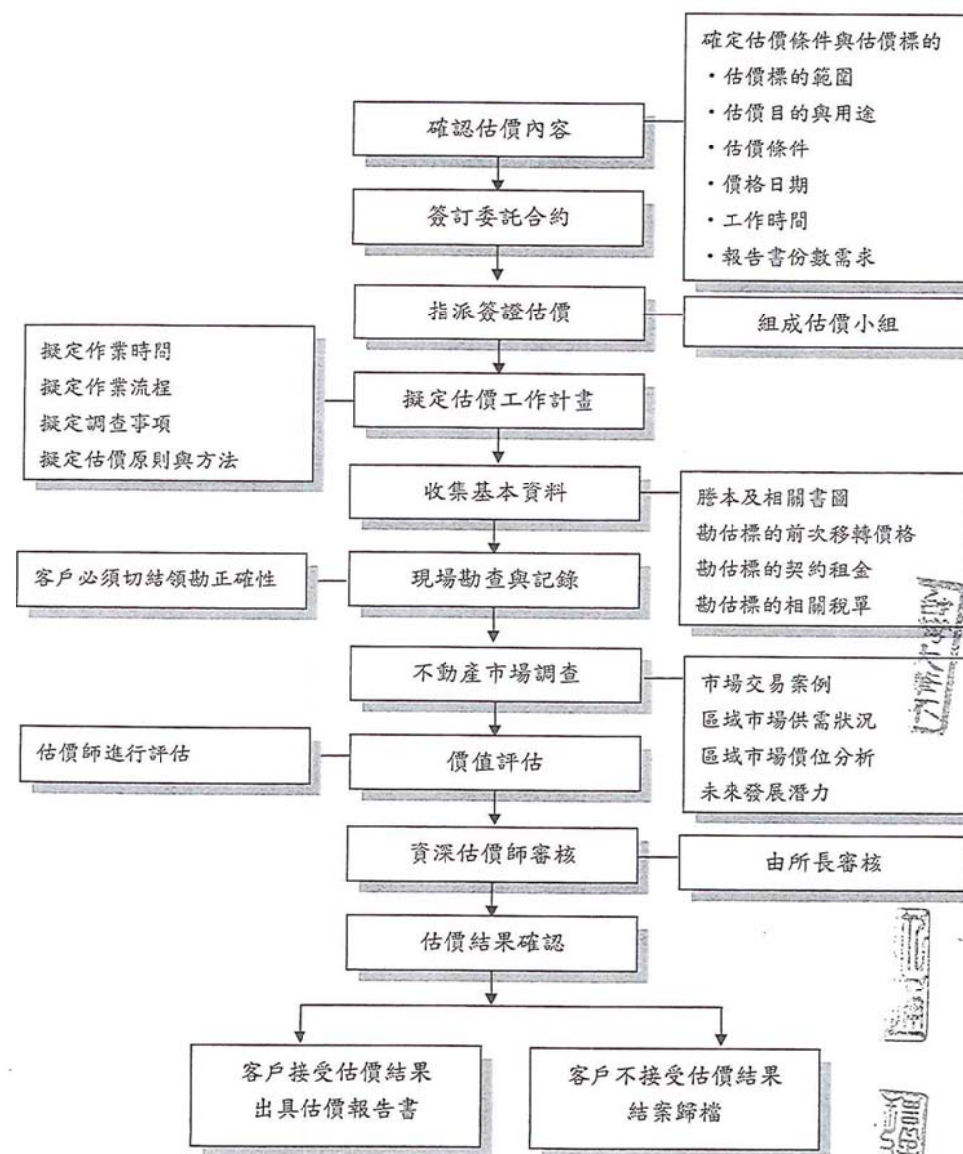 確定估價條件與估價標的
・估價標的範圍
・估價目的與用途
・估價條件
・價格日期
・工作時間
・報告書份數需求
確認估價內容
簽訂委託合約
指派簽證估價
組成估價小組
擬定作業時間
擬定作業流程
擬定調查事項
擬定估價原則與方法
擬定估價工作計畫
收集基本資料
謄本及相關書圖
勘估標的前次移轉價格
勘估標的契約租金
勘估標的相關稅單
客戶必須切結領勘正確性
現場勘查與記錄
不動產市場調查
市場交易案例
區域市場供需狀況
區域市場價位分析
未來發展潛力
估價師進行評估
價值評估
資深估價師審核
由所長審核
估價結果確認
客戶接受估價結果
出具估價報告書
客戶不接受估價結果
結案歸檔